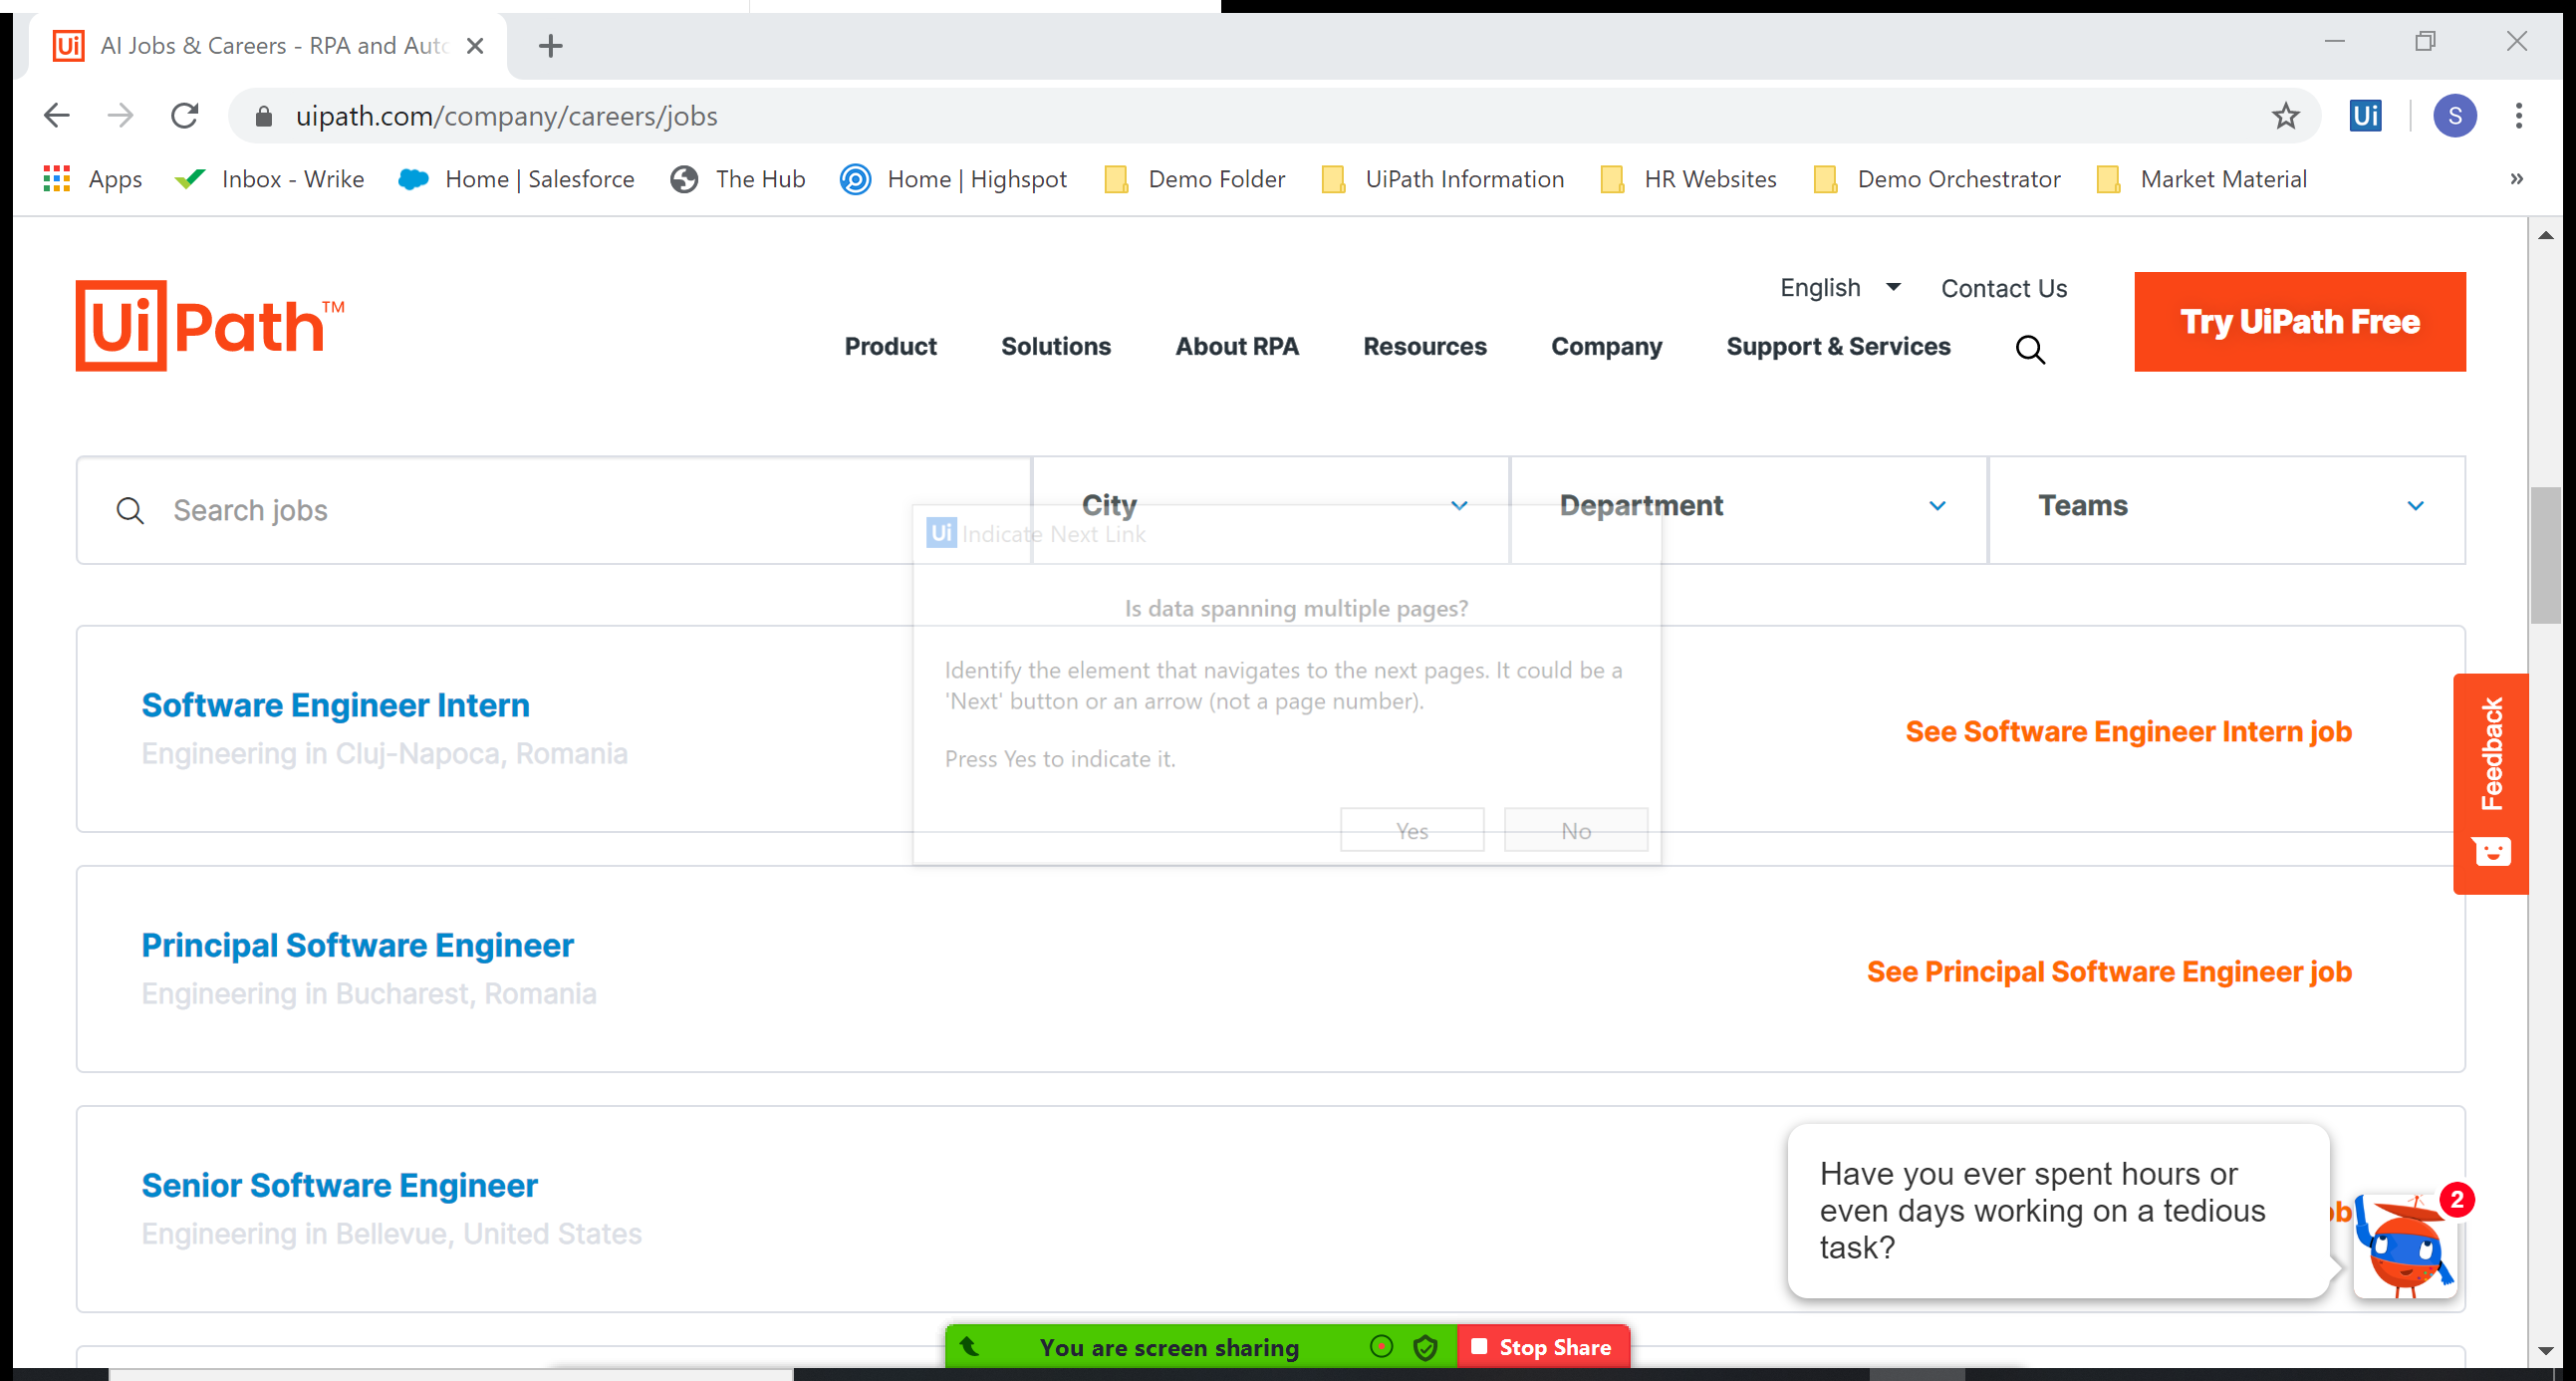 Ui AI Jobs & Careers - RPA and Auto
uipath.com/company/careers/jobs
Ui
S
Apps
Inbox - Wrike
Home | Salesforce
The Hub
Home | Highspot
Demo Folder
UiPath Information
HR Websites
Demo Orchestrator
Market Material
»
English
Contact Us
UiPath™
Product
Solutions
About RPA
Resources
Company
Support & Services
Try UiPath Free
Search jobs
City
Department
Teams
Ui Indicate Next Link
Is data spanning multiple pages?
Identify the element that navigates to the next pages. It could be a
'Next' button or an arrow (not a page number).
Press Yes to indicate it.
Yes
No
Software Engineer Intern
Engineering in Cluj-Napoca, Romania
See Software Engineer Intern job
Feedback
Principal Software Engineer
Engineering in Bucharest, Romania
See Principal Software Engineer job
Senior Software Engineer
Engineering in Bellevue, United States
Have you ever spent hours or
even days working on a tedious
task?
ob
2
You are screen sharing
Stop Share